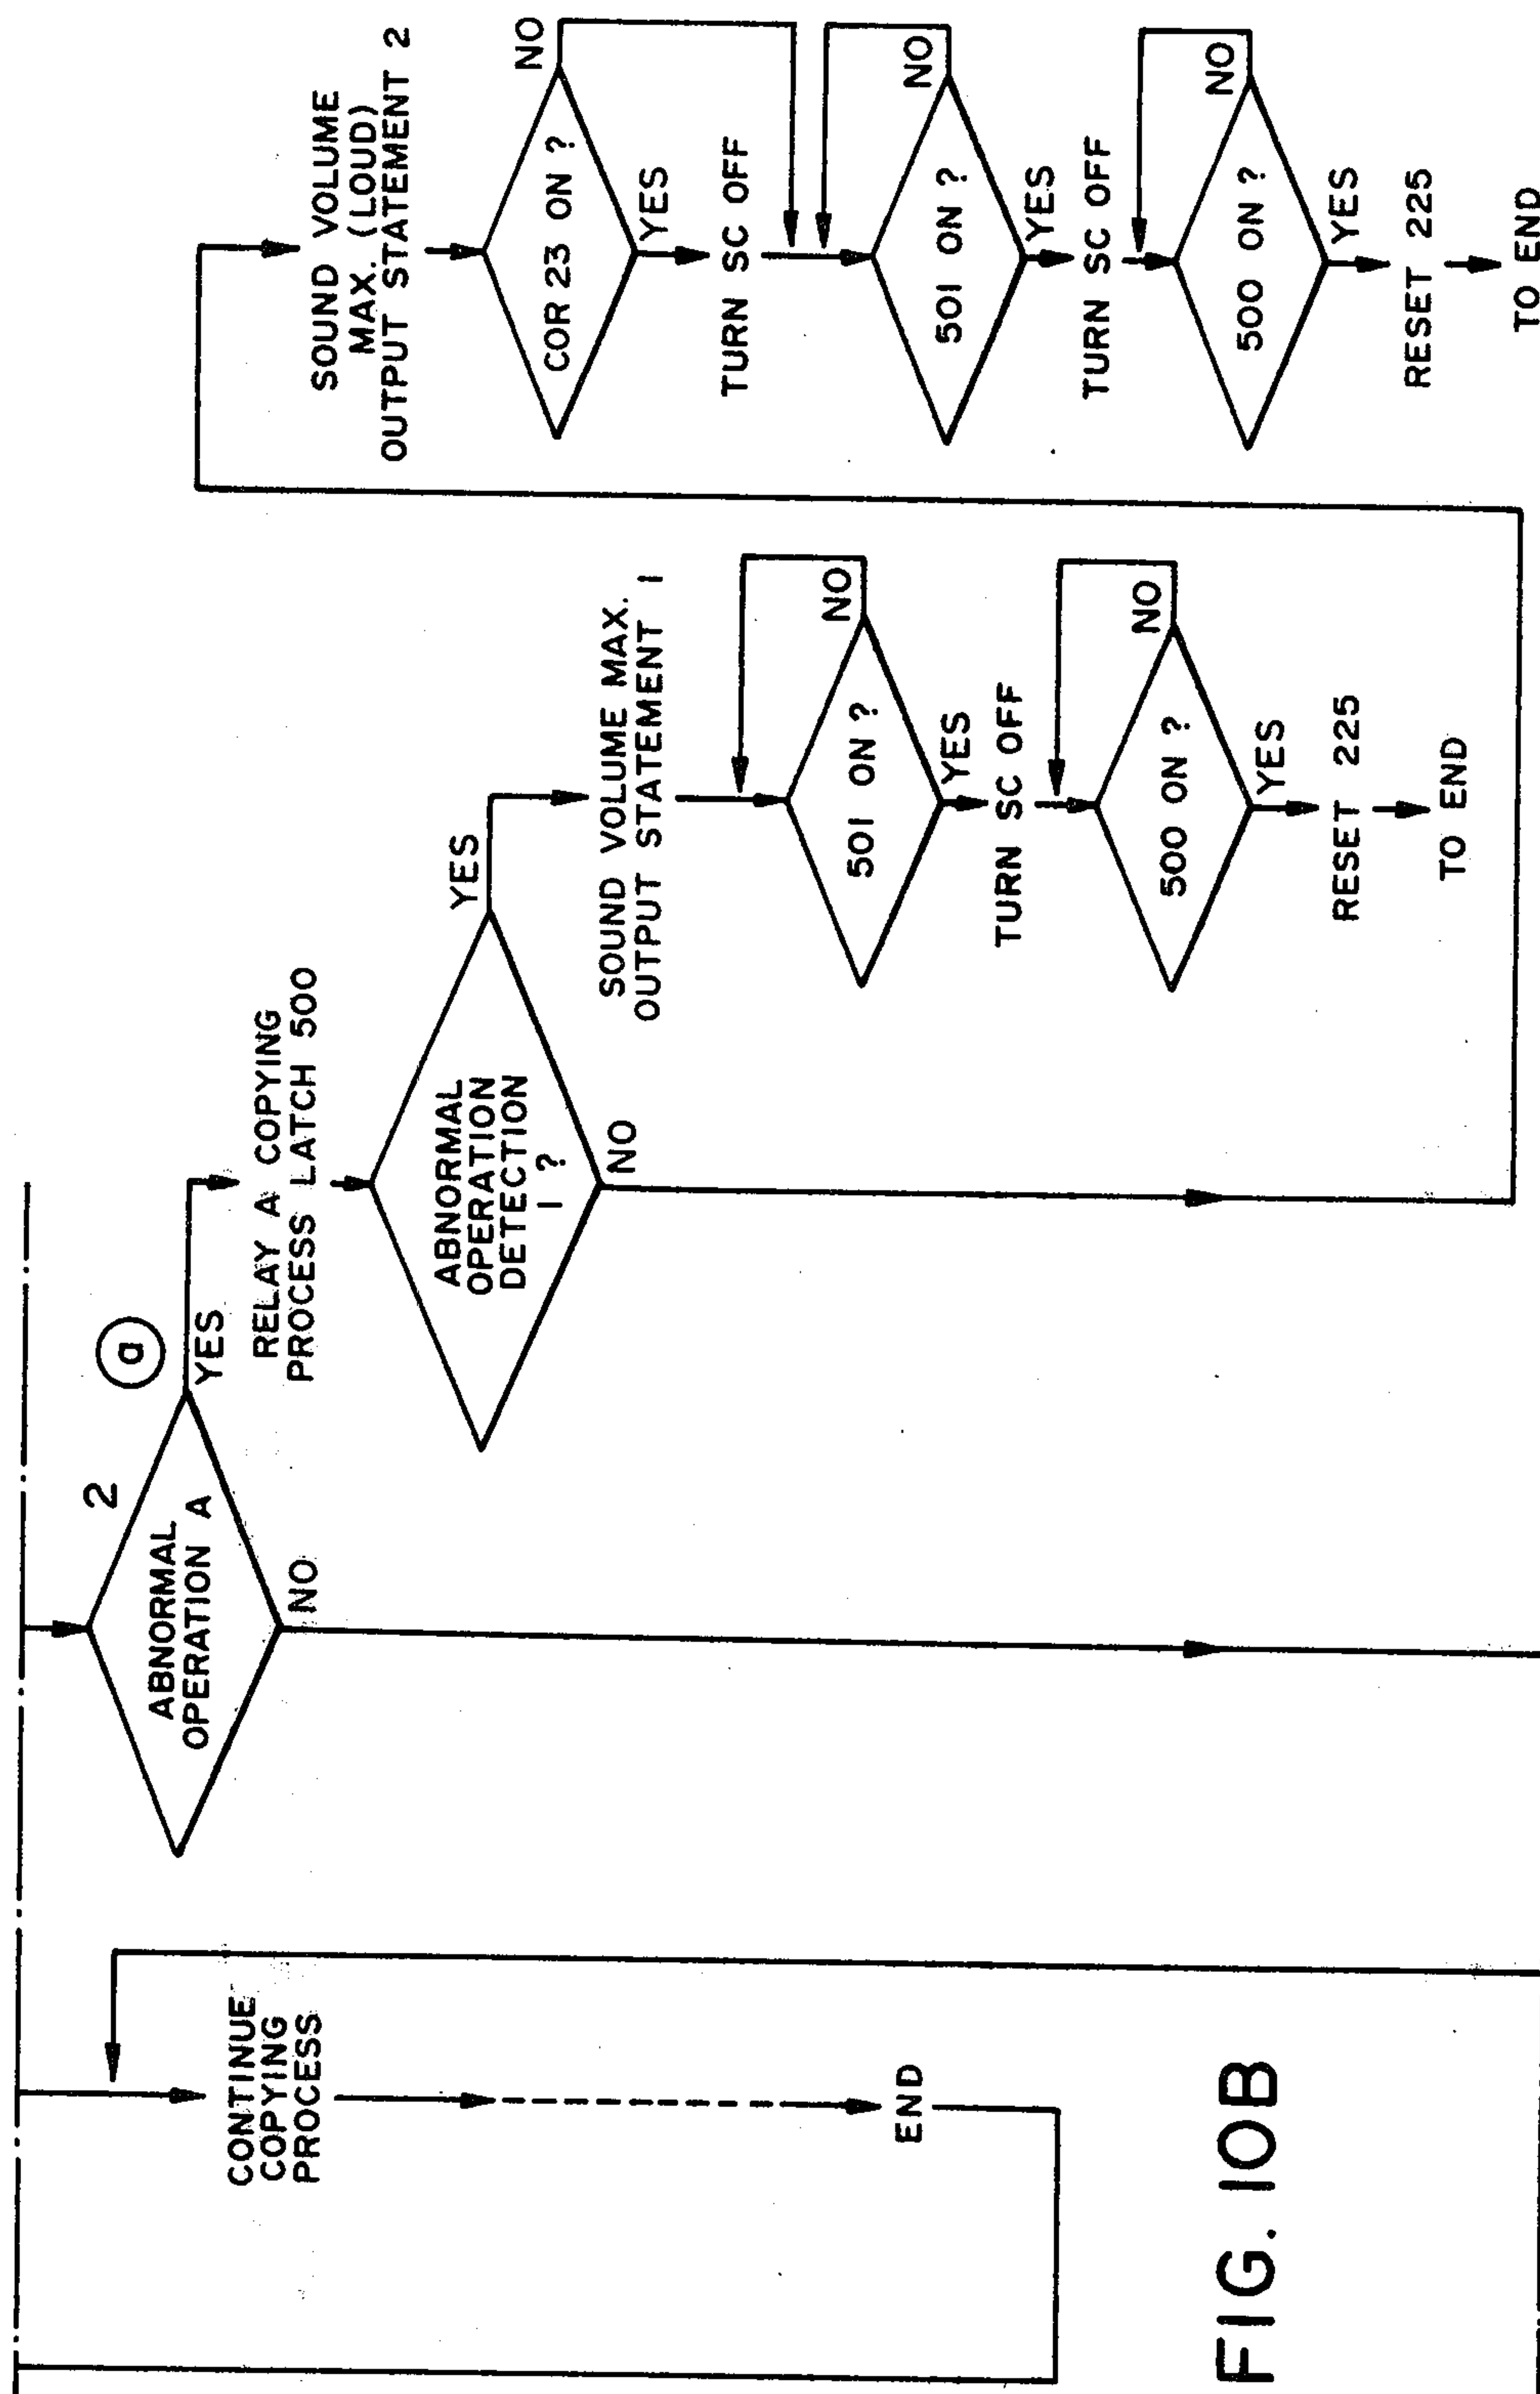 CONTINUE
COPYING
PROCESS
END
2
ABNORMAL
OPERATION A
NO
YES
a
RELAY A COPYING
PROCESS LATCH 500
ABNORMAL
OPERATION
DETECTION
1 ?
NO
YES
SOUND VOLUME MAX.
OUTPUT STATEMENT 1
501 ON ?
NO
YES
TURN SC OFF
500 ON ?
NO
YES
RESET 225
TO END
SOUND VOLUME
MAX. (LOUD)
OUTPUT STATEMENT 2
COR 23 ON ?
NO
YES
TURN SC OFF
501 ON ?
NO
YES
TURN SC OFF
500 ON ?
NO
YES
RESET 225
TO END
FIG. 10B